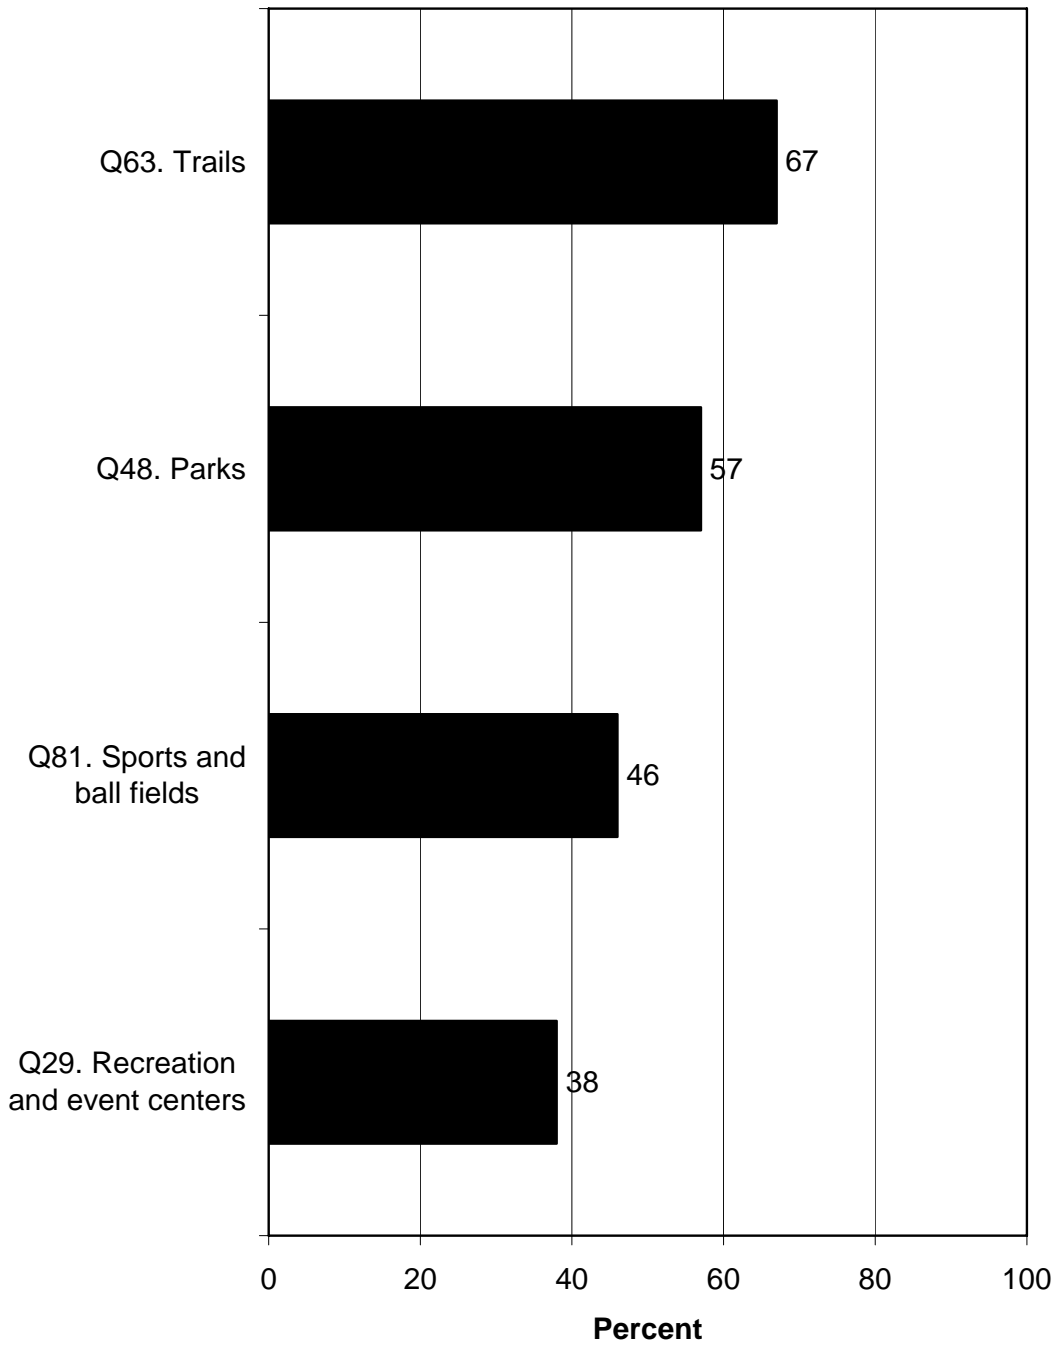 Q63. Trails
67
Q48. Parks
57
Q81. Sports and
ball fields
46
Q29. Recreation
and event centers
38
0 20 40 60 80 100
Percent